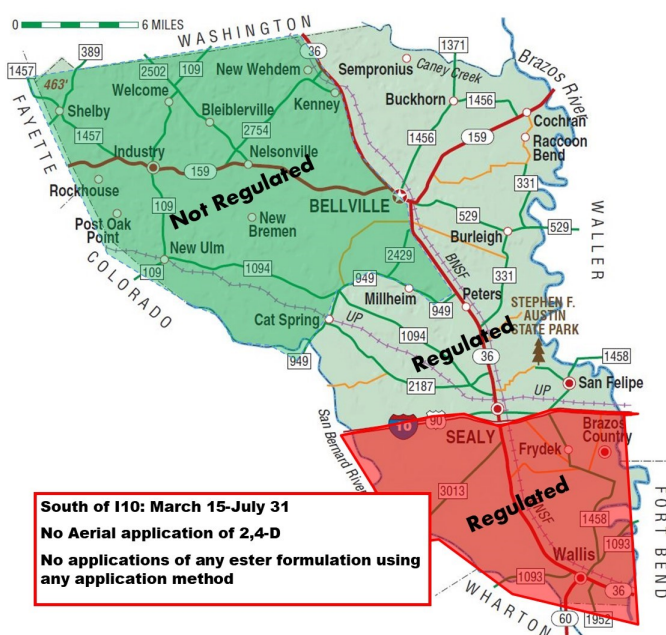 0 6 MILES
WASHINGTON
36
1371
389
2502
109
New Wehdem
Sempronius
Caney Creek
Brazos River
1457
463'
Welcome
Kenney
Buckhorn
1456
Shelby
Bleiblerville
Cochran
1457
2754
1456
159
Raccoon
Bend
FAYETTE
Industry
Nelsonville
159
331
Rockhouse
Not Regulated
BELLVILLE
109
529
529
WALLER
Post Oak
Point
New
Bremen
Burleigh
New Ulm
2429
BNSF
331
109
1094
949
Peters
COLORADO
Millheim
949
STEPHEN F.
AUSTIN
STATE PARK
Cat Spring
UP
1094
Regulated
36
949
2187
1458
UP
San Felipe
San Bernard River
10
90
SEALY
Brazos
Country
Frydek
3013
Regulated
BNSF
1458
FORT BEND
1093
Wallis
1093
36
WHARTON
60
1952
South of I10: March 15-July 31
No Aerial application of 2,4-D
No applications of any ester formulation using
any application method